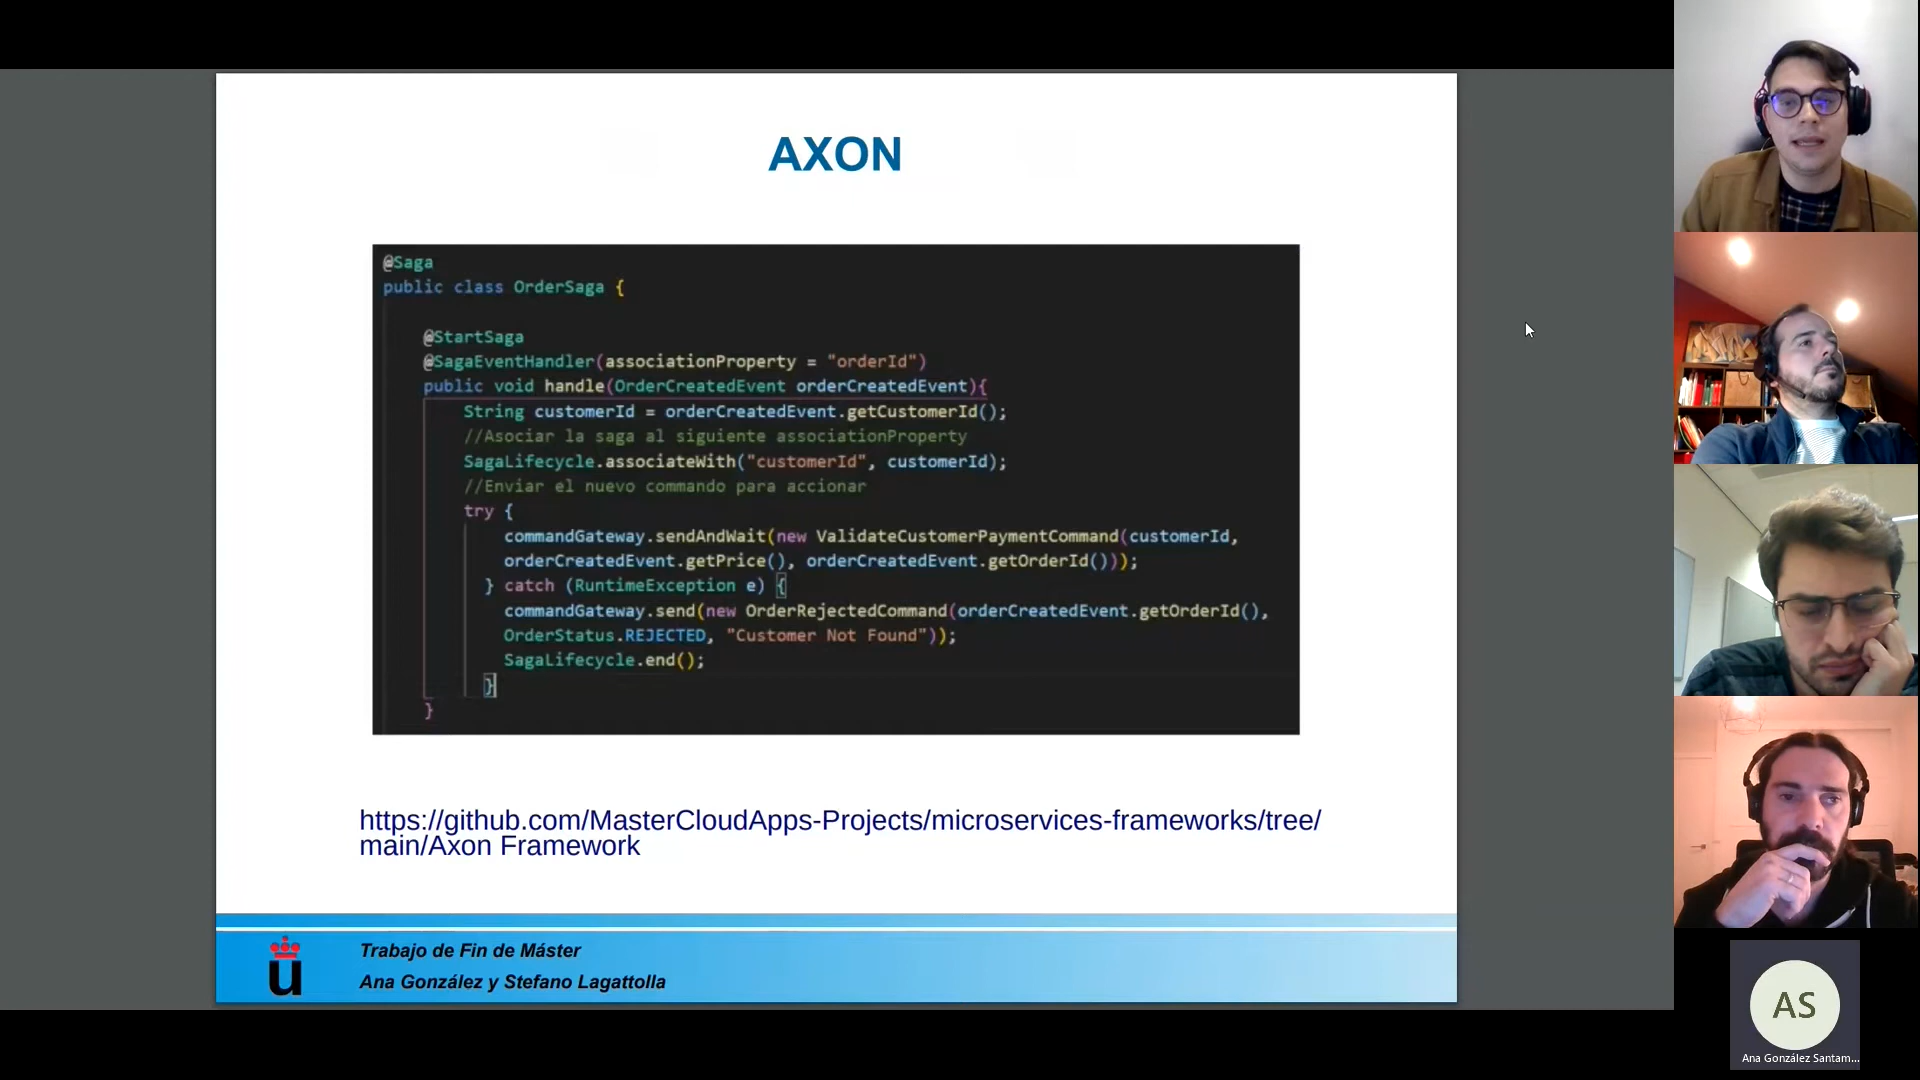 AXON
@Saga
public class OrderSaga {
@StartSaga
@SagaEventHandler(associationProperty = "orderId")
public void handle(OrderCreatedEvent orderCreatedEvent){
String customerId = orderCreatedEvent.getCustomerId();
//Asociar la saga al siguiente associationProperty
SagaLifecycle.associateWith("customerId", customerId);
//Enviar el nuevo commando para accionar
try {
commandGateway.sendAndWait(new ValidateCustomerPaymentCommand(customerId,
orderCreatedEvent.getPrice(), orderCreatedEvent.getOrderId()));
} catch (RuntimeException e) {
commandGateway.send(new OrderRejectedCommand(orderCreatedEvent.getOrderId(),
OrderStatus.REJECTED, "Customer Not Found"));
SagaLifecycle.end();
}
}
https://github.com/MasterCloudApps-Projects/microservices-frameworks/tree/
main/Axon Framework
u
Trabajo de Fin de Máster
Ana González y Stefano Lagattolla
AS
Ana González Santam...